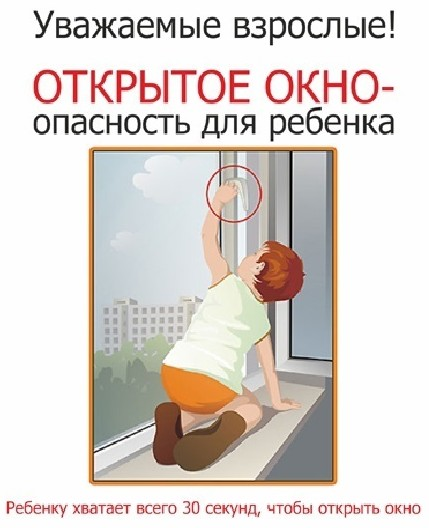 Уважаемые взрослые!
ОТКРЫТОЕ ОКНО-
опасность для ребенка
Ребенку хватает всего 30 секунд, чтобы открыть окно